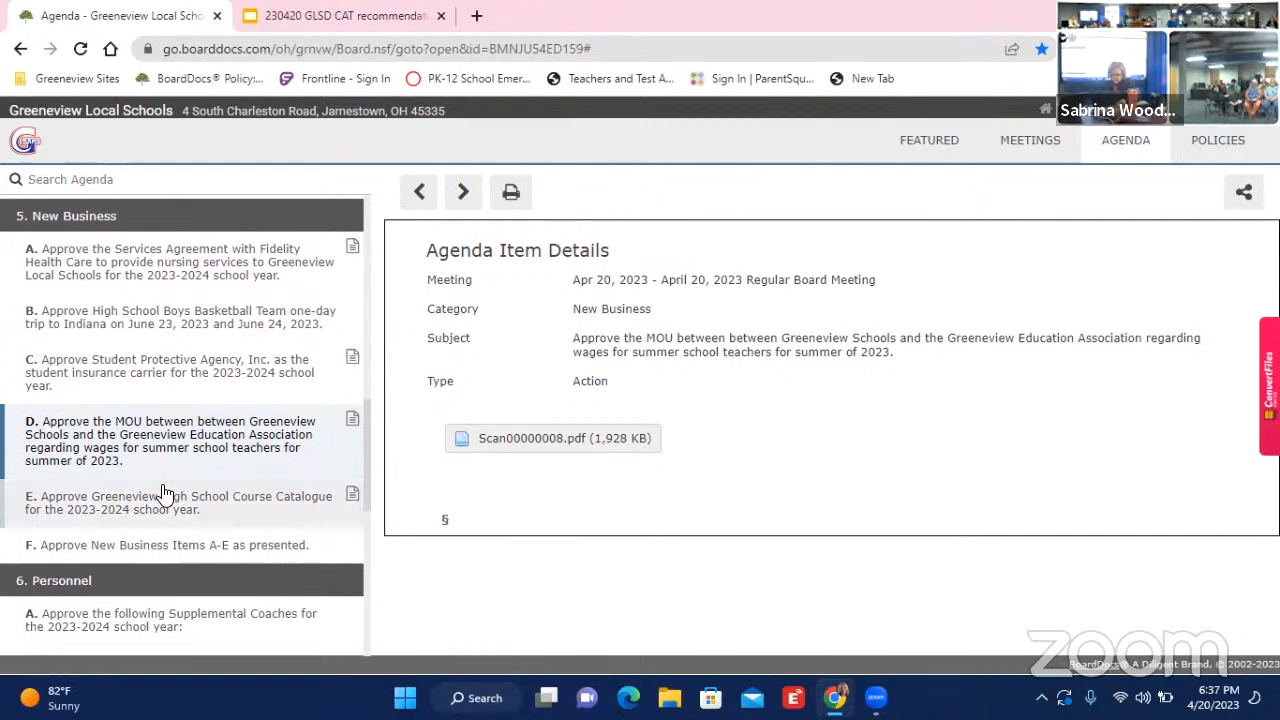 Agenda - Greeneview Local Scho
230420 GLSD CAT recommendat
go.boarddocs.com/oh/grnvw/Board.nsf/goto?open&id=BMNJU54ED159#
Greeneview Sites
BoardDocs® Policy:...
Frontline - Sign In
PK-12 School Emer...
Teachers and Test A...
Sign In | ParentSqu...
New Tab
Sabrina Wood...
Greeneview Local Schools 4 South Charleston Road, Jamestown, OH 45335
FEATURED
MEETINGS
AGENDA
POLICIES
Search Agenda
5. New Business
A. Approve the Services Agreement with Fidelity
Health Care to provide nursing services to Greeneview
Local Schools for the 2023-2024 school year.
B. Approve High School Boys Basketball Team one-day
trip to Indiana on June 23, 2023 and June 24, 2023.
C. Approve Student Protective Agency, Inc. as the
student insurance carrier for the 2023-2024 school
year.
D. Approve the MOU between between Greeneview
Schools and the Greeneview Education Association
regarding wages for summer school teachers for
summer of 2023.
E. Approve Greeneview High School Course Catalogue
for the 2023-2024 school year.
F. Approve New Business Items A-E as presented.
6. Personnel
A. Approve the following Supplemental Coaches for
the 2023-2024 school year:
Agenda Item Details
Meeting Apr 20, 2023 - April 20, 2023 Regular Board Meeting
Category New Business
Subject Approve the MOU between between Greeneview Schools and the Greeneview Education Association regarding
wages for summer school teachers for summer of 2023.
Type Action
Scan00000008.pdf (1,928 KB)
§
ConvertFiles
zoom
BoardDocs® A Diligent Brand, © 2002-2023
82°F
Sunny
Search
6:37 PM
4/20/2023